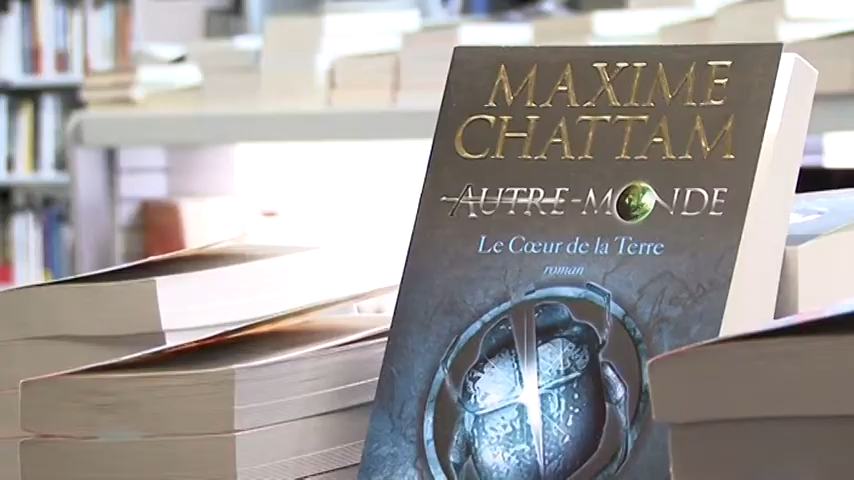 MAXIME
CHATTAM
AUTRE-MONDE
Le Cœur de la Terre
roman